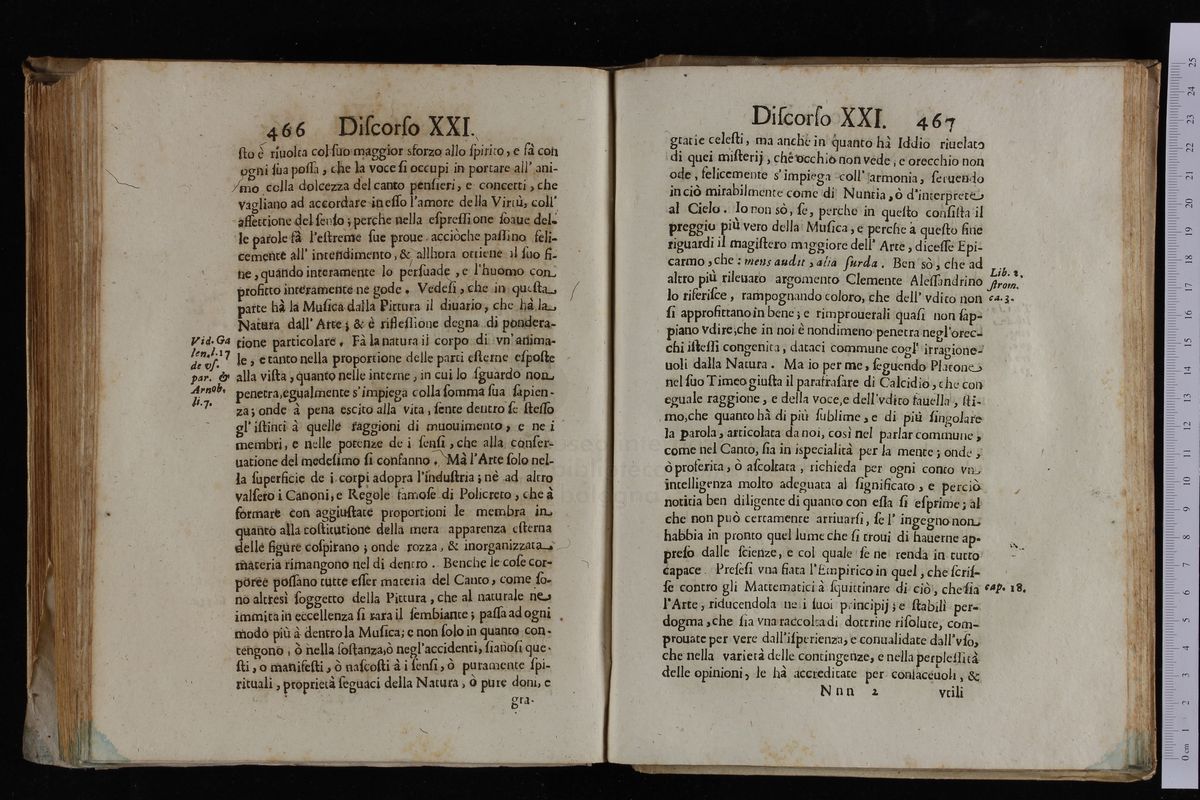 466 Diſcorſo XXI.
ſto è riuolta col ſuo maggior sforzo allo ſpirito, e fà con
ogni ſua poſſa, che la voce ſi occupi in portare all' ani-
mo colla dolcezza del canto penſieri, e concetti, che
vagliano ad accordare in eſſo l'amore della Virtù, coll'
affettione del ſenſo; perche nella eſpreſſione ſoaue del-
le parole fà l'eſtreme ſue proue, acciòche paſſino feli-
cemente all' intendimento, & allhora ottiene il ſuo fi-
ne, quando interamente lo perſuade, e l'huomo con
profitto interamente ne gode. Vedeſi, che in queſta
parte hà la Muſica dalla Pittura il diuario, che hà la
Natura dall' Arte; & è rifleſſione degna di pondera-
tione particolare. Fà la natura il corpo di vn' anima-
le, e tanto nella proportione delle parti eſterne eſpoſte
alla viſta, quanto nelle interne, in cui lo ſguardo non
penetra, egualmente s'impiega colla ſomma ſua ſapien-
za; onde à pena eſcito alla vita, ſente dentro ſe ſteſſo
gl' iſtinti à quelle raggioni di muouimento, e ne i
membri, e nelle potenze de i ſenſi, che alla conſer-
uatione del medeſimo ſi confanno. Mà l'Arte ſolo nel-
la ſuperficie de i corpi adopra l'induſtria; nè ad altro
valſero i Canoni, e Regole famoſe di Policreto, che à
formare con aggiuſtate proportioni le membra in
quanto alla coſtitutione della mera apparenza eſterna
delle figure coſpirano; onde rozza, & inorganizzata
materia rimangono nel di dentro. Benche le coſe cor-
poree poſſano tutte eſſer materia del Canto, come ſo-
no altresì ſoggetto della Pittura, che al naturale ne
immita in eccellenza ſi rara il ſembiante; paſſa ad ogni
modo più à dentro la Muſica; e non ſolo in quanto con-
tengono, ò nella ſoſtanza, ò negl'accidenti, ſianoſi que-
ſti, o manifeſti, ò naſcoſti à i ſenſi, ò puramente ſpi-
rituali, proprietà ſeguaci della Natura, ò pure doni, e
gra-
Vid. Ga
len. l. 17
de uſ.
par. &
Arnob.
li. 7.
Diſcorſo XXI. 467
gratie celeſti, ma anche in quanto hà Iddio riuelato
di quei miſterij, che occhio non vede, e orecchio non
ode, felicemente s'impiega coll' armonia, ſeruendo
in ciò mirabilmente come di Nuntia, ò d'interprete
al Cielo. Io non sò, ſe, perche in queſto conſiſta il
preggio più vero della Muſica, e perche à queſto fine
riguardi il magiſtero maggiore dell' Arte, diceſſe Epi-
carmo, che: mens audit, alia ſurda. Ben sò, che ad
altro più rileuato argomento Clemente Aleſſandrino
lo riferiſce, rampognando coloro, che dell' vdito non
ſi approfittano in bene; e rimprouerali quaſi non ſap-
piano vdire, che in noi è nondimeno penetra negl'orec-
chi iſteſſi congenita, dataci commune cogl' irragione-
uoli dalla Natura. Ma io per me, ſeguendo Platone
nel ſuo Timeo giuſta il parafraſare di Calcidio, che con
eguale raggione, e della voce, e dell'vdito fauella, ſti-
mo, che quanto hà di più ſublime, e di più ſingolare
la parola, articolata da noi, così nel parlar commune,
come nel Canto, ſia in iſpecialità per la mente; onde,
ò proferita, ò aſcoltata, richieda per ogni conto vn
intelligenza molto adeguata al ſignificato, e perciò
notitia ben diligente di quanto con eſſa ſi eſprime; al
che non può certamente arriuarſi, ſe l' ingegno non
habbia in pronto quel lume che ſi troui di hauerne ap-
preſo dalle ſcienze, e col quale ſe ne renda in tutto
capace. Preſeſi vna fiata l'Empirico in quel, che ſcriſ-
ſe contro gli Mattematici à ſquittinare di ciò, che ſia
l'Arte, riducendola ne i ſuoi principij; e ſtabilì per-
dogma, che ſia vna raccolta di dottrine riſolute, com-
prouate per vere dall'iſperienza, e conualidate dall'vſo,
che nella varietà delle contingenze, e nella perpleſſità
delle opinioni, le hà accreditate per confaceuoli, &
Nnn 2 vtili
Lib. 2.
ſtrom.
ca. 3.
cap. 18.